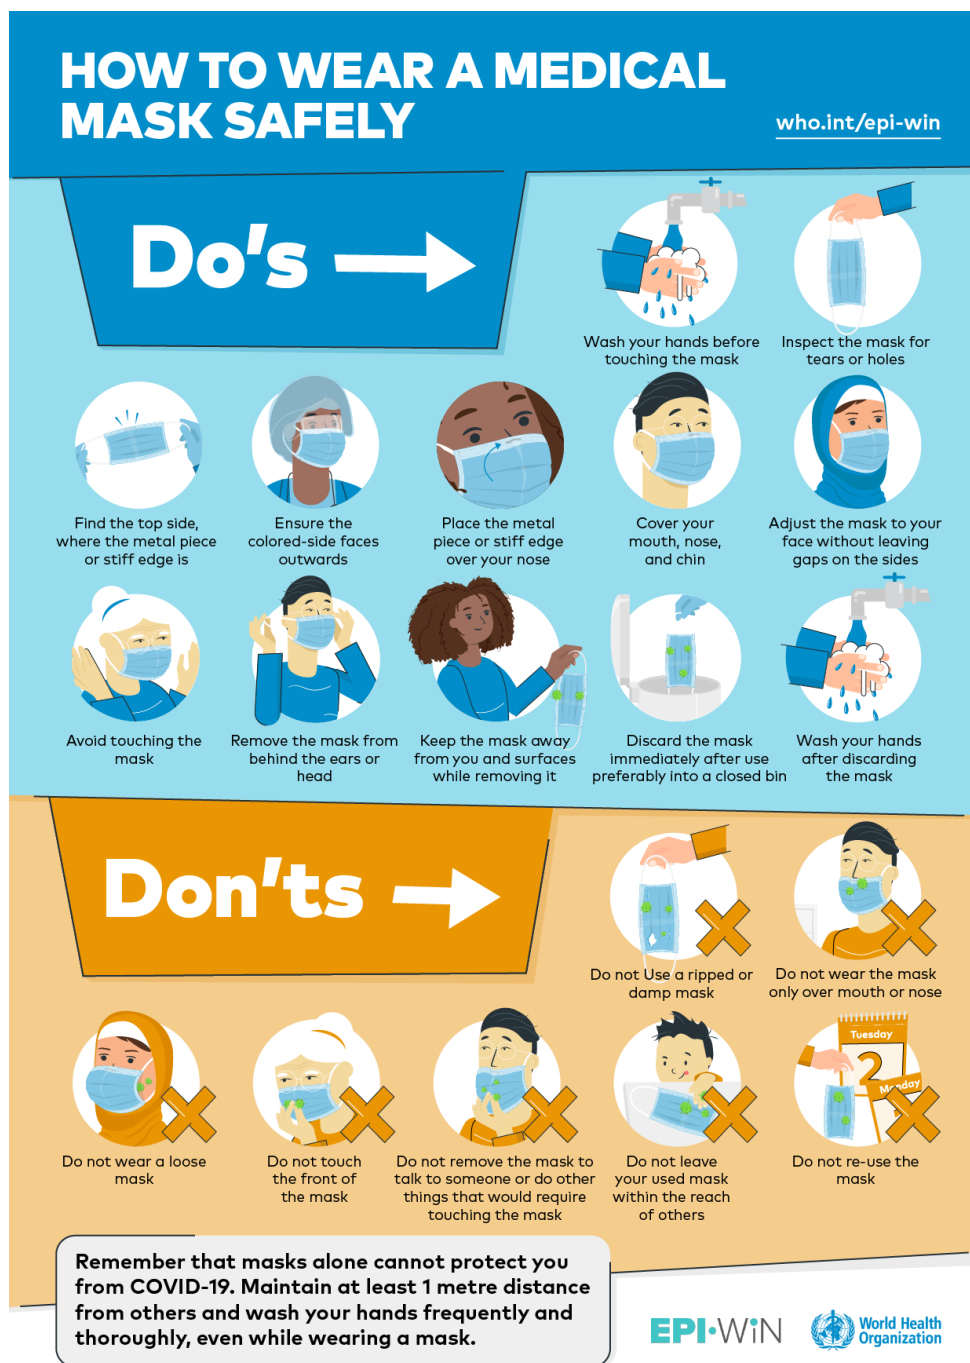 HOW TO WEAR A MEDICAL
MASK SAFELY
who.int/epi-win
Do's
Wash your hands before
touching the mask
Inspect the mask for
tears or holes
Find the top side,
where the metal piece
or stiff edge is
Ensure the
colored-side faces
outwards
Place the metal
piece or stiff edge
over your nose
Cover your
mouth, nose,
and chin
Adjust the mask to your
face without leaving
gaps on the sides
Avoid touching the
mask
Remove the mask from
behind the ears or
head
Keep the mask away
from you and surfaces
while removing it
Discard the mask
immediately after use
preferably into a closed bin
Wash your hands
after discarding
the mask
Don'ts
Do not Use a ripped or
damp mask
Do not wear the mask
only over mouth or nose
Do not wear a loose
mask
Do not touch
the front of
the mask
Do not remove the mask to
talk to someone or do other
things that would require
touching the mask
Do not leave
your used mask
within the reach
of others
Tuesday
2
Monday
Do not re-use the
mask
Remember that masks alone cannot protect you
from COVID-19. Maintain at least 1 metre distance
from others and wash your hands frequently and
thoroughly, even while wearing a mask.
EPI·WiN
World Health
Organization